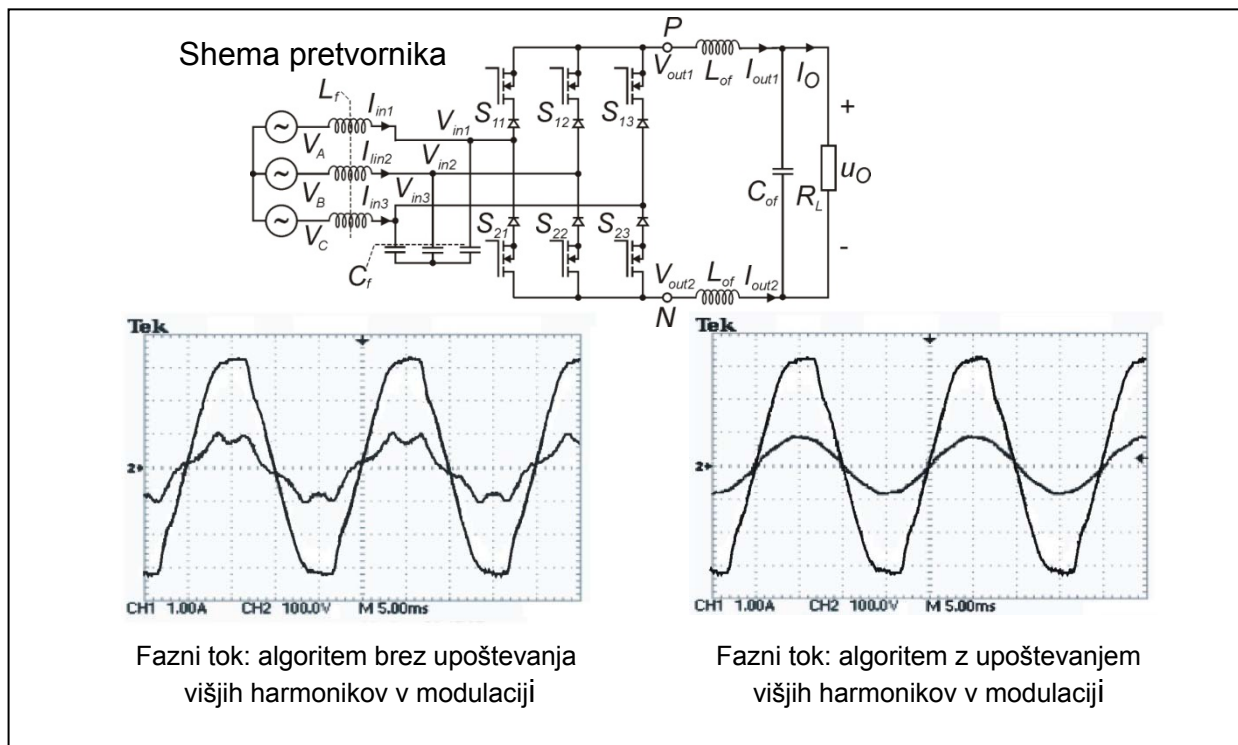 Shema pretvornika
P
L_f I_in1
V_in1
V_A I_lin2
V_in2
V_B I_in3
V_in3
V_C
C_f
S_11 S_12 S_13
S_21 S_22 S_23
V_out1 L_of I_out1 I_O
+
C_of R_L u_O
-
V_out2 L_of I_out2
N
Tek
2
CH1 1.00A CH2 100.0V M 5.00ms
Fazni tok: algoritem brez upoštevanja
višjih harmonikov v modulaciji
Tek
2
CH1 1.00A CH2 100.0V M 5.00ms
Fazni tok: algoritem z upoštevanjem
višjih harmonikov v modulaciji